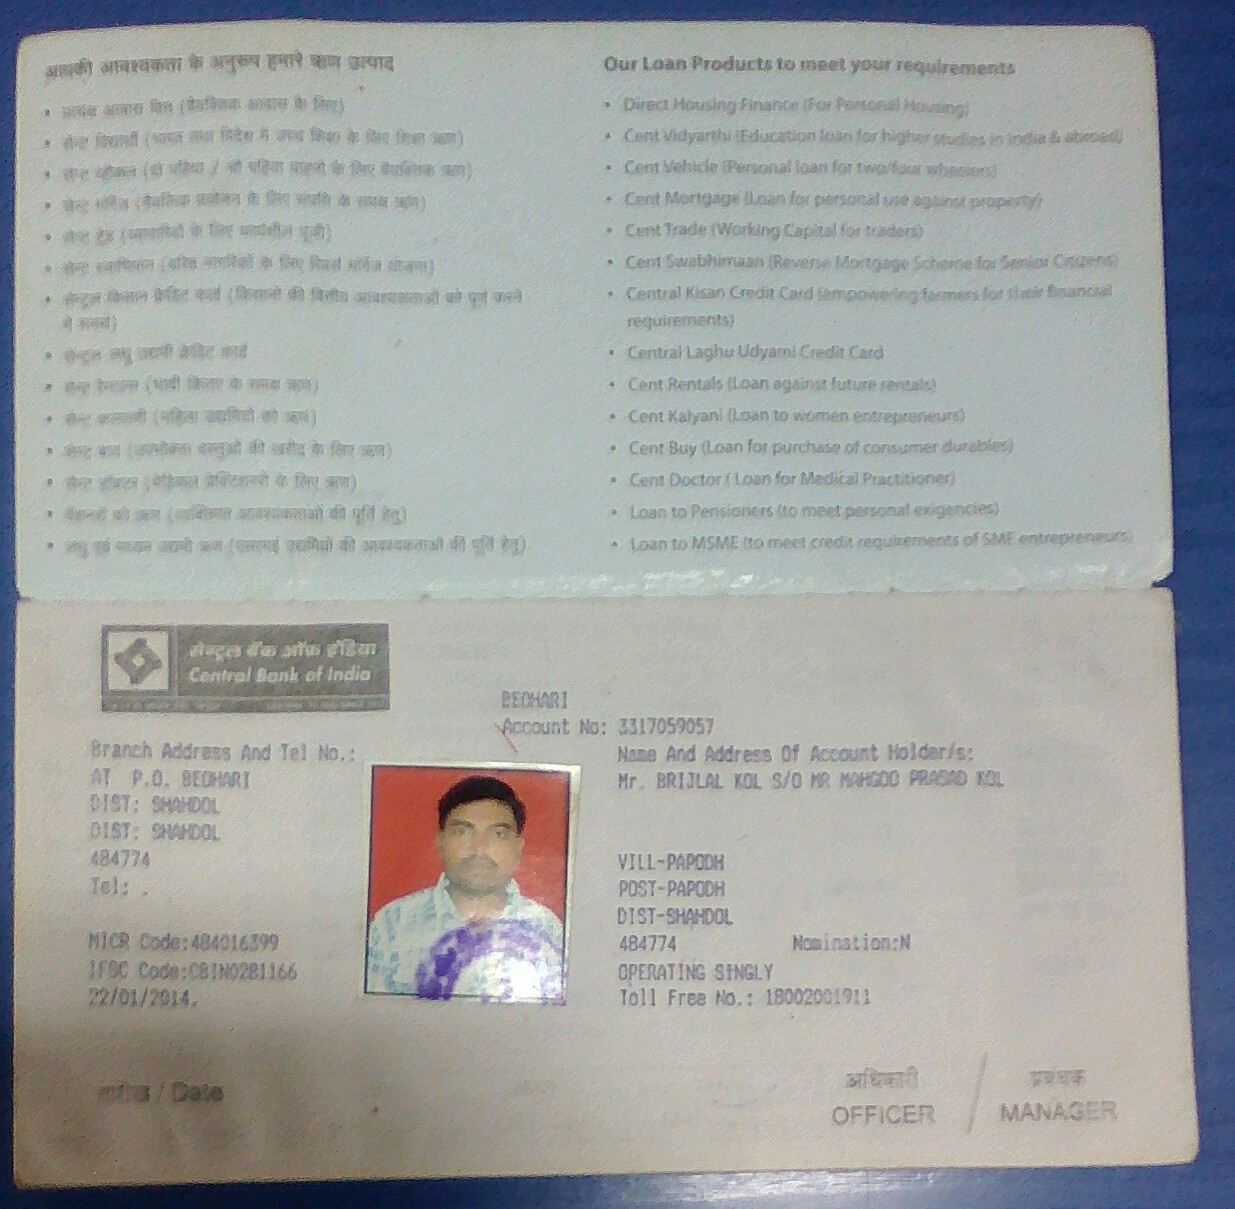 आपकी आवश्यकता के अनुरूप हमारे ऋण उत्पाद
• प्रत्यक्ष आवास वित्त (वैयक्तिक आवास के लिए)
• सेन्ट विद्यार्थी (भारत तथा विदेश में उच्च शिक्षा के लिए शिक्षा ऋण)
• सेन्ट व्हीकल (दो पहिया / चौ पहिया वाहनों के लिए वैयक्तिक ऋण)
• सेन्ट मॉर्गेज (वैयक्तिक प्रयोजन के लिए संपत्ति के समक्ष ऋण)
• सेन्ट ट्रेड (व्यापारियों के लिए कार्यशील पूंजी)
• सेन्ट स्वाभिमान (वरिष्ठ नागरिकों के लिए रिवर्स मॉर्गेज योजना)
• सेन्ट्रल किसान क्रेडिट कार्ड (किसानों की वित्तीय आवश्यकताओं को पूर्ण करने
में समर्थ)
• सेन्ट्रल लघु उद्यमी क्रेडिट कार्ड
• सेन्ट रेन्टल्स (भावी किराए के समक्ष ऋण)
• सेन्ट कल्याणी (महिला उद्यमियों को ऋण)
• सेन्ट बाय (उपभोक्ता वस्तुओं की खरीद के लिए ऋण)
• सेन्ट डॉक्टर (मेडिकल प्रेक्टिशनरों के लिए ऋण)
• पेंशनरों को ऋण (व्यक्तिगत आवश्यकताओं की पूर्ति हेतु)
• लघु एवं मध्यम उद्यमी ऋण (एसएमई उद्यमियों की आवश्यकताओं की पूर्ति हेतु)
Our Loan Products to meet your requirements
• Direct Housing Finance (For Personal Housing)
• Cent Vidyarthi (Education loan for higher studies in india & abroad)
• Cent Vehicle (Personal loan for two/four wheelers)
• Cent Mortgage (Loan for personal use against property)
• Cent Trade (Working Capital for traders)
• Cent Swabhimaan (Reverse Mortgage Scheme for Senior Citizens)
• Central Kisan Credit Card (empowering farmers for their financial
requirements)
• Central Laghu Udyami Credit Card
• Cent Rentals (Loan against future rentals)
• Cent Kalyani (Loan to women entrepreneurs)
• Cent Buy (Loan for purchase of consumer durables)
• Cent Doctor ( Loan for Medical Practitioner)
• Loan to Pensioners (to meet personal exigencies)
• Loan to MSME (to meet credit requirements of SME entrepreneurs)
सेन्ट्रल बैंक ऑफ़ इंडिया
Central Bank of India
BEOHARI
Account No: 3317059057
Branch Address And Tel No.:
AT P.O. BEOHARI
DIST: SHAHDOL
DIST: SHAHDOL
484774
Tel: .
MICR Code:484016399
IFSC Code:CBIN0281166
22/01/2014.
Name And Address Of Account Holder/s:
Mr. BRIJLAL KOL S/O MR MAHGOO PRASAD KOL
VILL-PAPODH
POST-PAPODH
DIST-SHAHDOL
484774 Nomination:N
OPERATING SINGLY
Toll Free No.: 18002001911
/ Date
अधिकारी / प्रबंधक
OFFICER / MANAGER